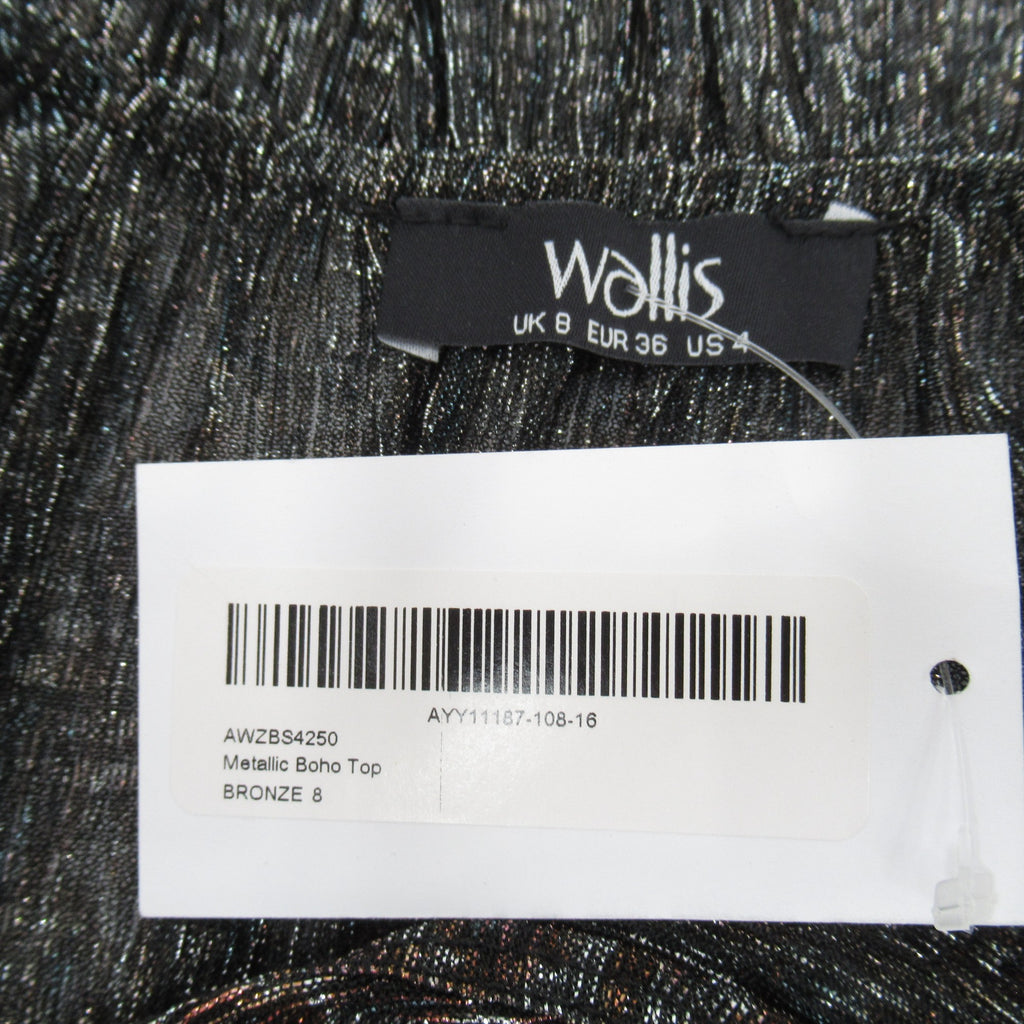 Wallis
UK 8 EUR 36 US 4
AYY11187-108-16
AWZBS4250
Metallic Boho Top
BRONZE 8